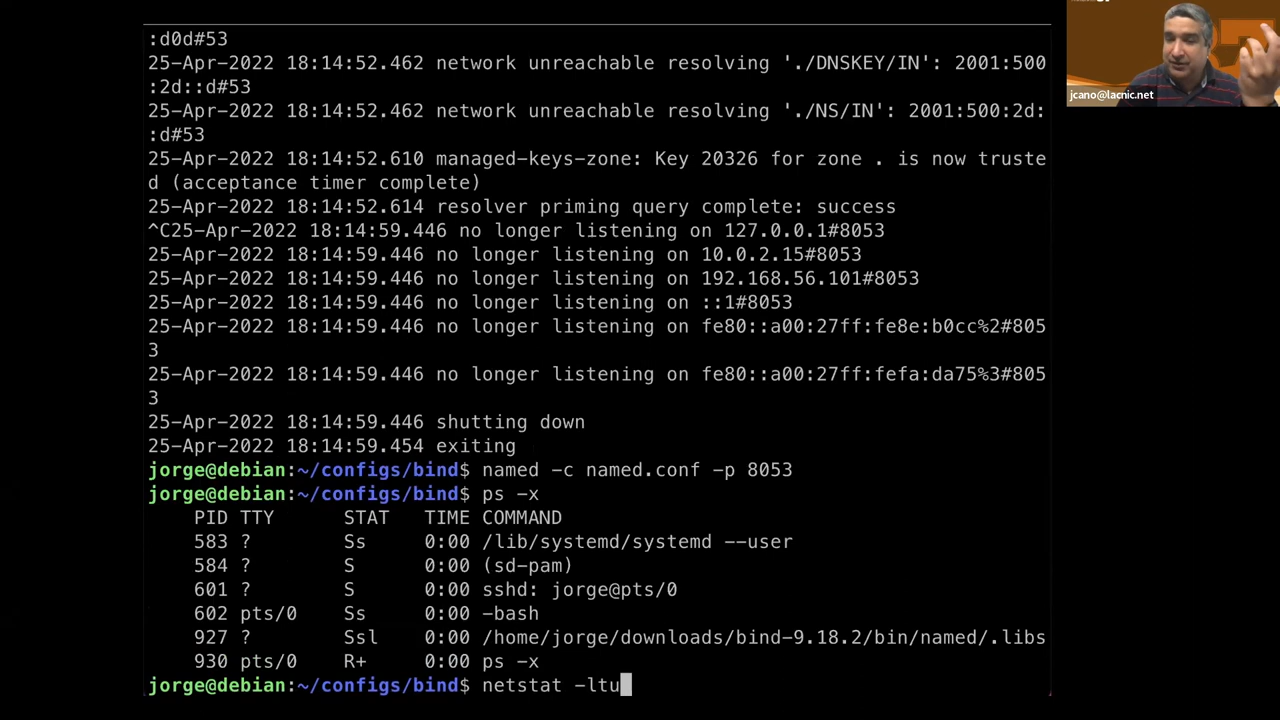 :d0d#53
25-Apr-2022 18:14:52.462 network unreachable resolving './DNSKEY/IN': 2001:500
:2d::d#53
25-Apr-2022 18:14:52.462 network unreachable resolving './NS/IN': 2001:500:2d:
:d#53
25-Apr-2022 18:14:52.610 managed-keys-zone: Key 20326 for zone . is now truste
d (acceptance timer complete)
25-Apr-2022 18:14:52.614 resolver priming query complete: success
^C25-Apr-2022 18:14:59.446 no longer listening on 127.0.0.1#8053
25-Apr-2022 18:14:59.446 no longer listening on 10.0.2.15#8053
25-Apr-2022 18:14:59.446 no longer listening on 192.168.56.101#8053
25-Apr-2022 18:14:59.446 no longer listening on ::1#8053
25-Apr-2022 18:14:59.446 no longer listening on fe80::a00:27ff:fe8e:b0cc%2#805
3
25-Apr-2022 18:14:59.446 no longer listening on fe80::a00:27ff:fefa:da75%3#805
3
25-Apr-2022 18:14:59.446 shutting down
25-Apr-2022 18:14:59.454 exiting
jorge@debian:~/configs/bind$ named -c named.conf -p 8053
jorge@debian:~/configs/bind$ ps -x
PID TTY STAT TIME COMMAND
583 ? Ss 0:00 /lib/systemd/systemd --user
584 ? S 0:00 (sd-pam)
601 ? S 0:00 sshd: jorge@pts/0
602 pts/0 Ss 0:00 -bash
927 ? Ssl 0:00 /home/jorge/downloads/bind-9.18.2/bin/named/.libs
930 pts/0 R+ 0:00 ps -x
jorge@debian:~/configs/bind$ netstat -ltu
jcano@lacnic.net